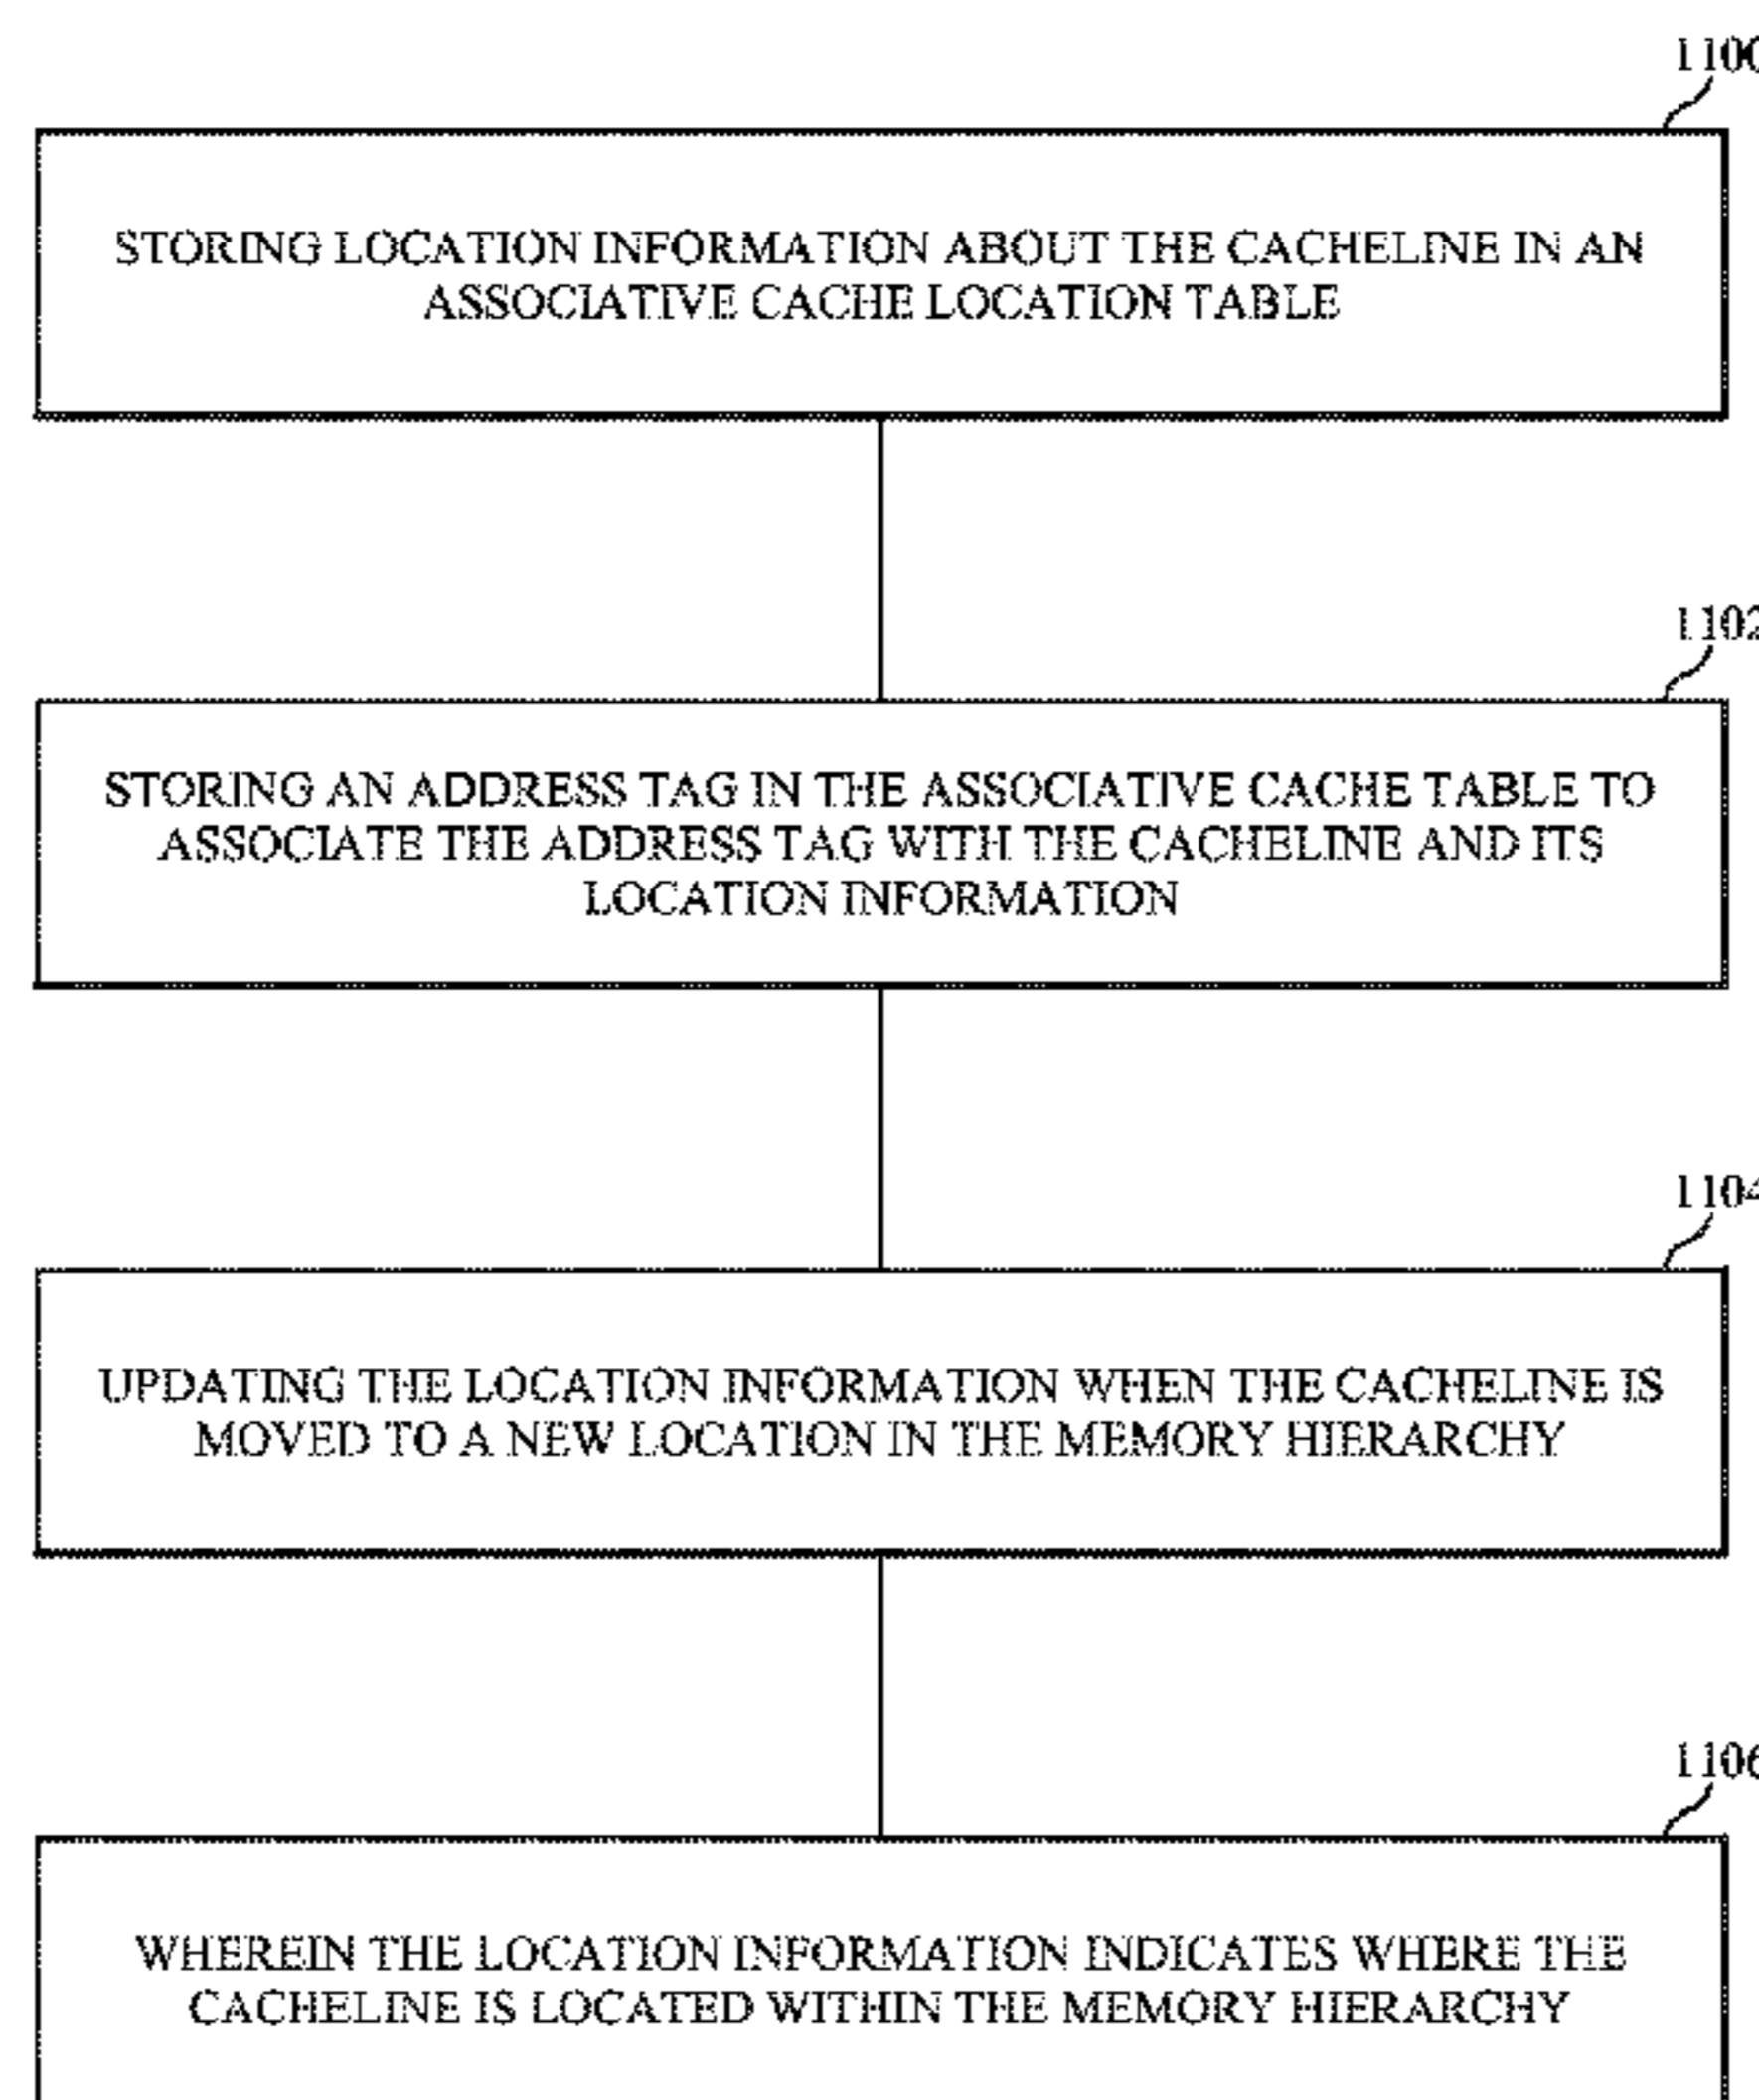 1100
STORING LOCATION INFORMATION ABOUT THE CACHELINE IN AN
ASSOCIATIVE CACHE LOCATION TABLE
1102
STORING AN ADDRESS TAG IN THE ASSOCIATIVE CACHE TABLE TO
ASSOCIATE THE ADDRESS TAG WITH THE CACHELINE AND ITS
LOCATION INFORMATION
1104
UPDATING THE LOCATION INFORMATION WHEN THE CACHELINE IS
MOVED TO A NEW LOCATION IN THE MEMORY HIERARCHY
1106
WHEREIN THE LOCATION INFORMATION INDICATES WHERE THE
CACHELINE IS LOCATED WITHIN THE MEMORY HIERARCHY